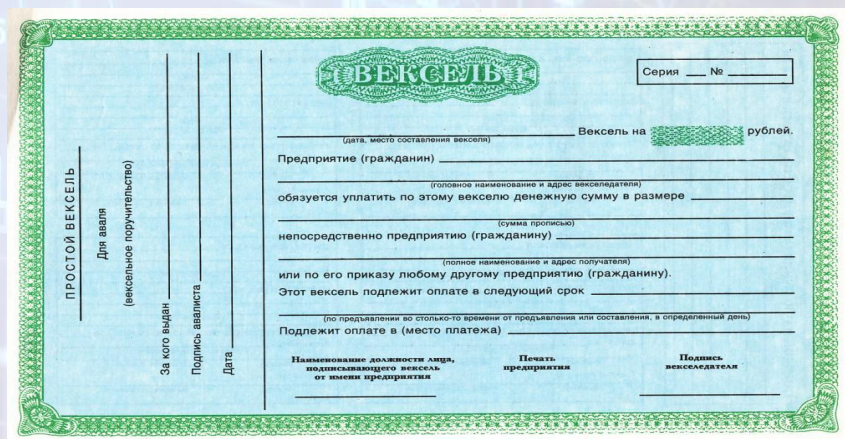 ПРОСТОЙ ВЕКСЕЛЬ
Для аваля
(вексельное поручительство)
За кого выдан
Подпись авалиста
Дата
ВЕКСЕЛЬ
Серия ___ № ________
Вексель на рублей.
(дата, место составления векселя)
Предприятие (гражданин)
(головное наименование и адрес векселедателя)
обязуется уплатить по этому векселю денежную сумму в размере
(сумма прописью)
непосредственно предприятию (гражданину)
(полное наименование и адрес получателя)
или по его приказу любому другому предприятию (гражданину).
Этот вексель подлежит оплате в следующий срок
(по предъявлении во столько-то времени от предъявления или составления, в определенный день)
Подлежит оплате в (место платежа)
Наименование должности лица,
подписывающего вексель
от имени предприятия
Печать
предприятия
Подпись
векселедателя